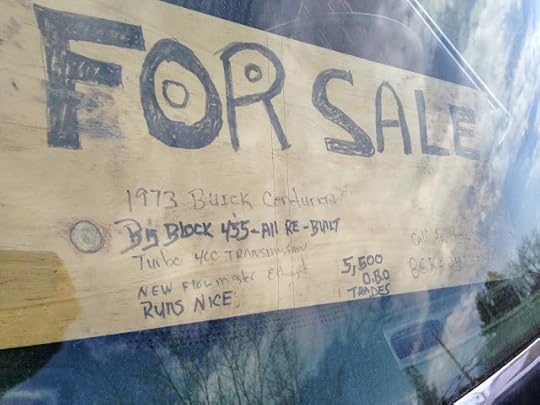 FOR SALE
1973 Buick Centurion
Big Block 455 - All RE-BUILT
Turbo 400 TRANSMISSION
NEW Flowmaster Exhaust
RUNS NICE.
5,500
O.B.O
TRADES
Call